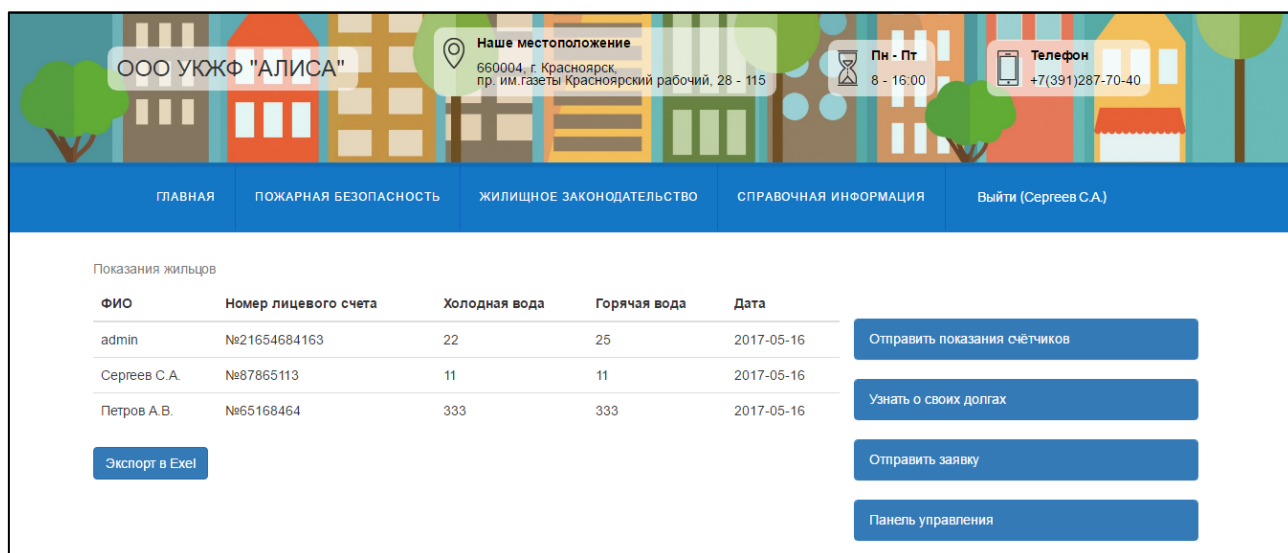 ООО УКЖФ "АЛИСА"
Наше местоположение
660004, г. Красноярск,
пр. им.газеты Красноярский рабочий, 28 - 115
Пн - Пт
8 - 16:00
Телефон
+7(391)287-70-40
ГЛАВНАЯ ПОЖАРНАЯ БЕЗОПАСНОСТЬ ЖИЛИЩНОЕ ЗАКОНОДАТЕЛЬСТВО СПРАВОЧНАЯ ИНФОРМАЦИЯ Выйти (Сергеев С.А.)
Показания жильцов
ФИО Номер лицевого счета Холодная вода Горячая вода Дата
admin №21654684163 22 25 2017-05-16
Сергеев С.А. №87865113 11 11 2017-05-16
Петров А.В. №65168464 333 333 2017-05-16
Экспорт в Exel
Отправить показания счётчиков
Узнать о своих долгах
Отправить заявку
Панель управления